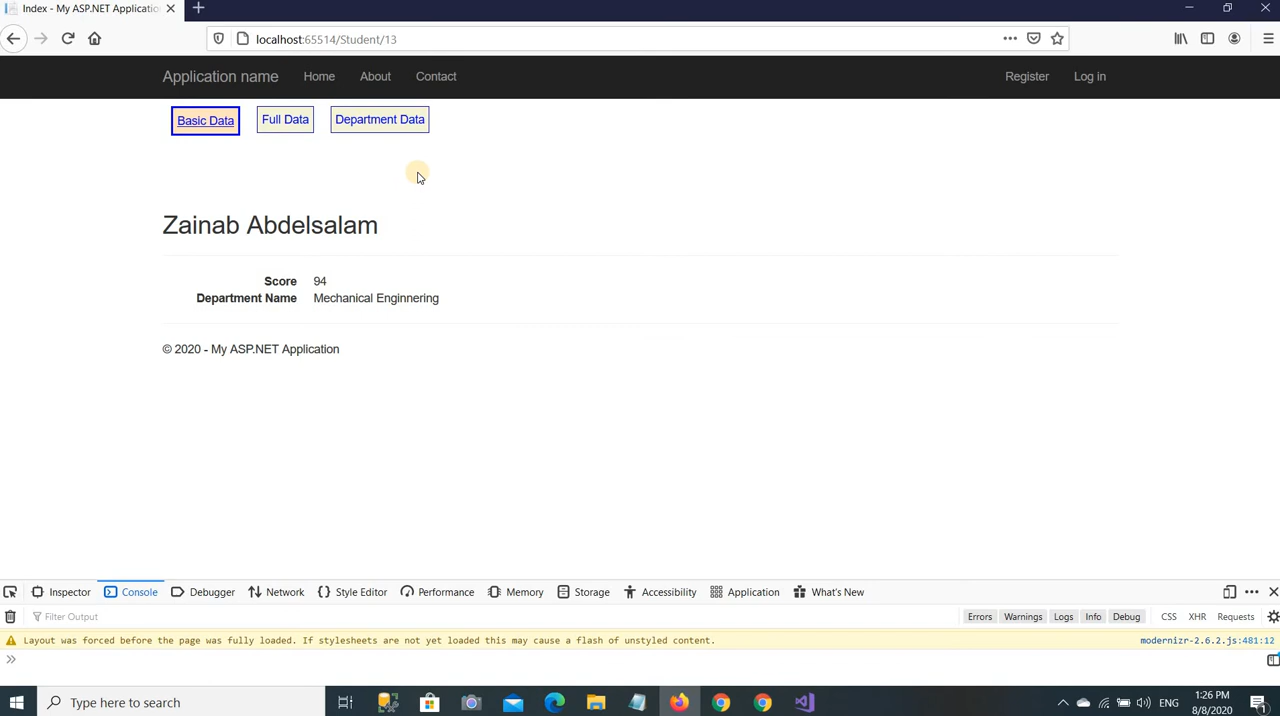 Index - My ASP.NET Application
localhost:65514/Student/13
Application name Home About Contact Register Log in
Basic Data Full Data Department Data
Zainab Abdelsalam
Score 94
Department Name Mechanical Enginnering
© 2020 - My ASP.NET Application
Inspector Console Debugger Network Style Editor Performance Memory Storage Accessibility Application What's New
Filter Output Errors Warnings Logs Info Debug CSS XHR Requests
Layout was forced before the page was fully loaded. If stylesheets are not yet loaded this may cause a flash of unstyled content. modernizr-2.6.2.js:481:12
Type here to search ENG 1:26 PM
8/8/2020 1